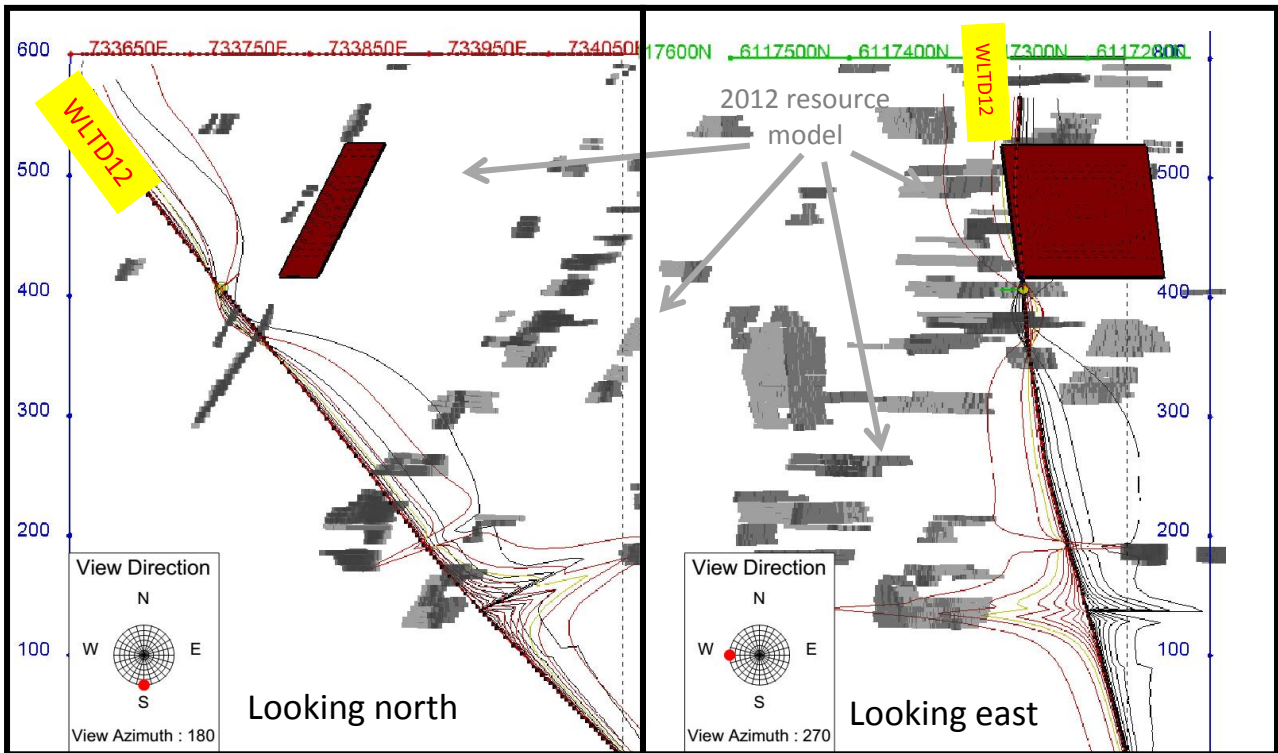 600
733650E
733750E
733850E
733950E
734050E
WLTD12
500
400
300
200
100
View Direction
N
W
E
S
View Azimuth : 180
Looking north
17600N
6117500N
6117400N
17300N
6117200N
800
WLTD12
2012 resource
model
500
400
300
200
100
View Direction
N
W
E
S
View Azimuth : 270
Looking east